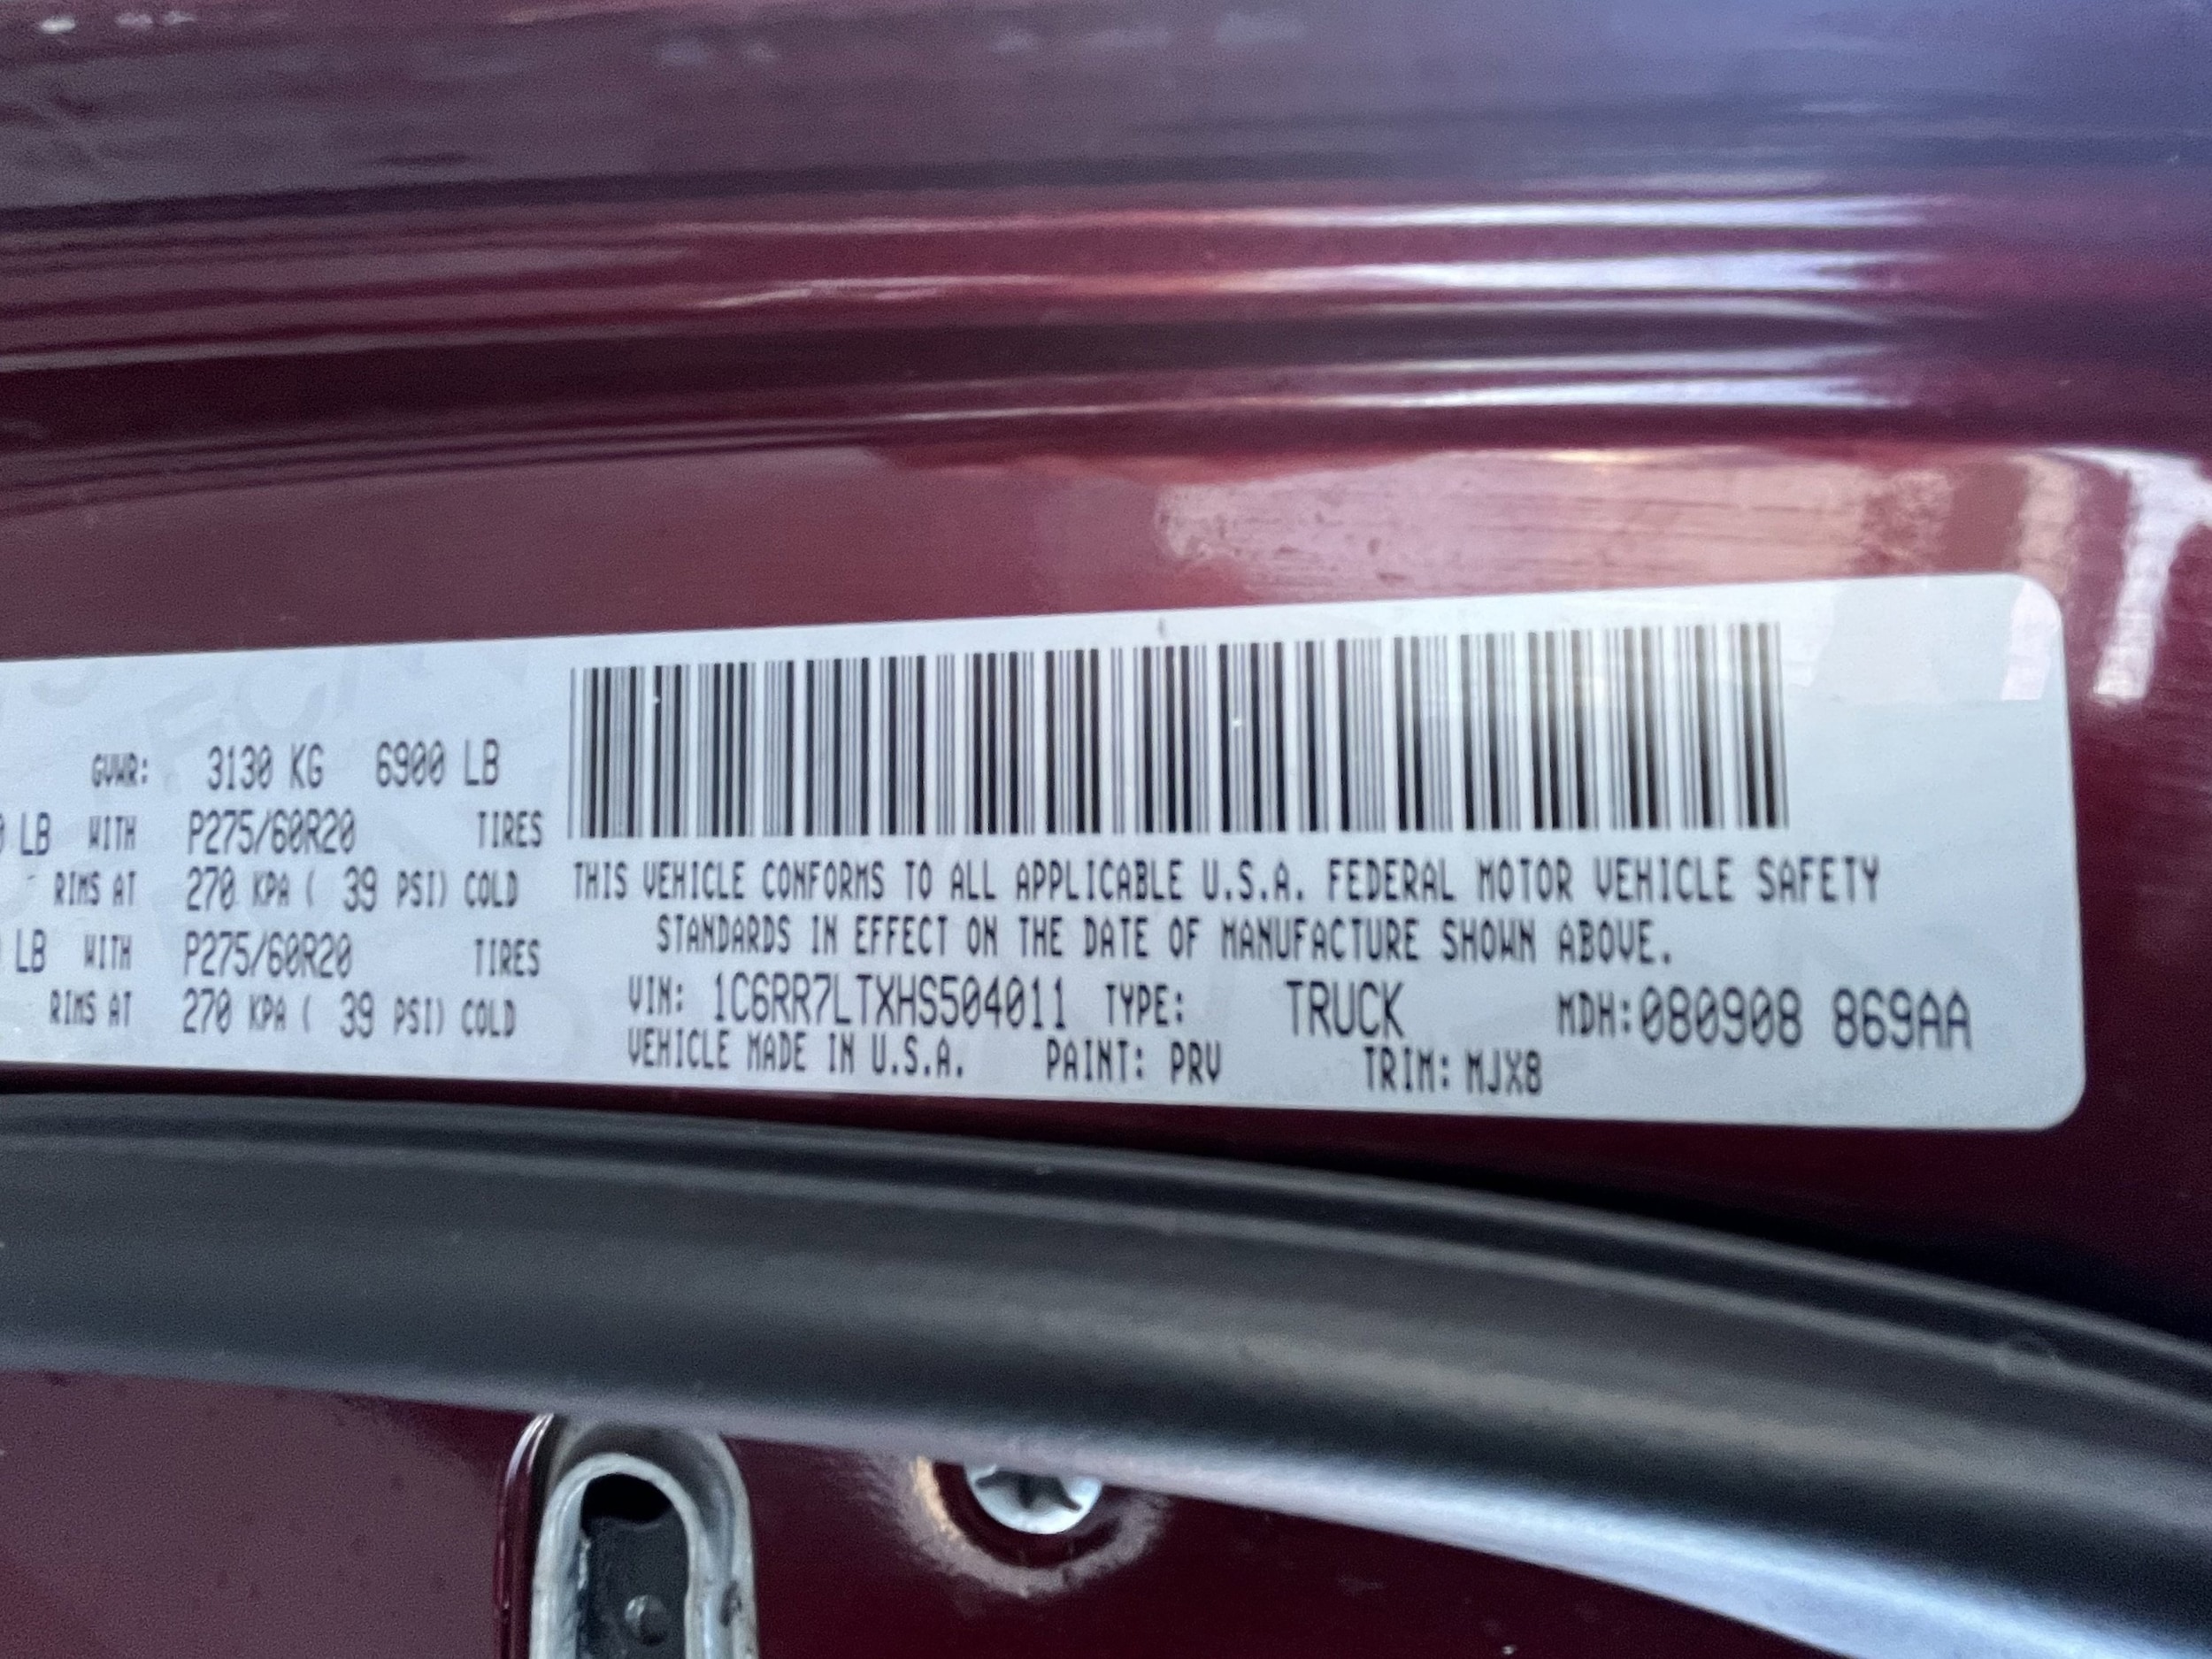 GVWR: 3130 KG 6900 LB
LB WITH P275/60R20 TIRES
RIMS AT 270 KPA ( 39 PSI) COLD
LB WITH P275/60R20 TIRES
RIMS AT 270 KPA ( 39 PSI) COLD
THIS VEHICLE CONFORMS TO ALL APPLICABLE U.S.A. FEDERAL MOTOR VEHICLE SAFETY
STANDARDS IN EFFECT ON THE DATE OF MANUFACTURE SHOWN ABOVE.
VIN: 1C6RR7LTXHS504011 TYPE: TRUCK MDH:080908 869AA
VEHICLE MADE IN U.S.A. PAINT: PRV TRIM: MJX8